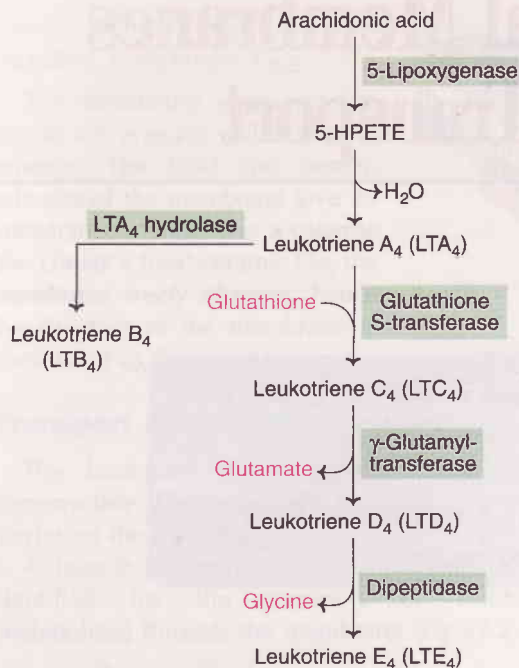 Arachidonic acid
5-Lipoxygenase
5-HPETE
H₂O
LTA₄ hydrolase
Leukotriene A₄ (LTA₄)
Glutathione
Glutathione
S-transferase
Leukotriene B₄
(LTB₄)
Leukotriene C₄ (LTC₄)
γ-Glutamyl-
transferase
Glutamate
Leukotriene D₄ (LTD₄)
Dipeptidase
Glycine
Leukotriene E₄ (LTE₄)